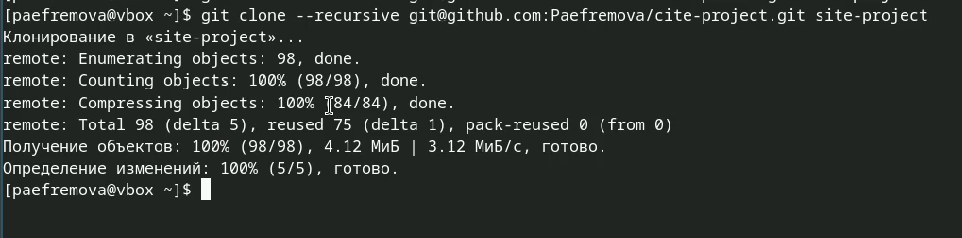 [paefremova@vbox ~]$ git clone --recursive git@github.com:Paefremova/cite-project.git site-project
Клонирование в «site-project»...
remote: Enumerating objects: 98, done.
remote: Counting objects: 100% (98/98), done.
remote: Compressing objects: 100% (84/84), done.
remote: Total 98 (delta 5), reused 75 (delta 1), pack-reused 0 (from 0)
Получение объектов: 100% (98/98), 4.12 МиБ | 3.12 МиБ/с, готово.
Определение изменений: 100% (5/5), готово.
[paefremova@vbox ~]$